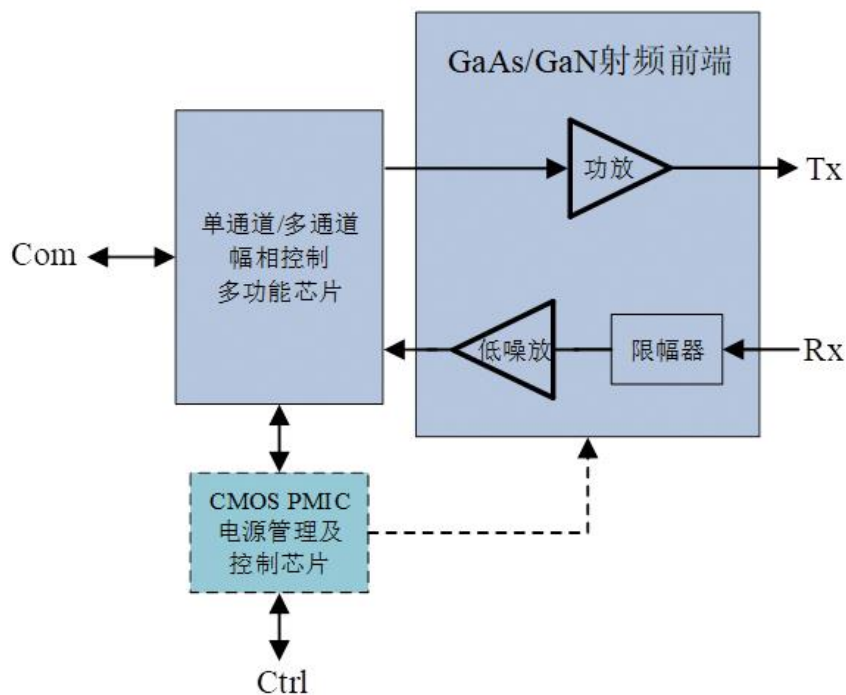 GaAs/GaN射频前端
功放
Tx
单通道/多通道
幅相控制
多功能芯片
Com
低噪放
限幅器
Rx
CMOS PMIC
电源管理及
控制芯片
Ctrl